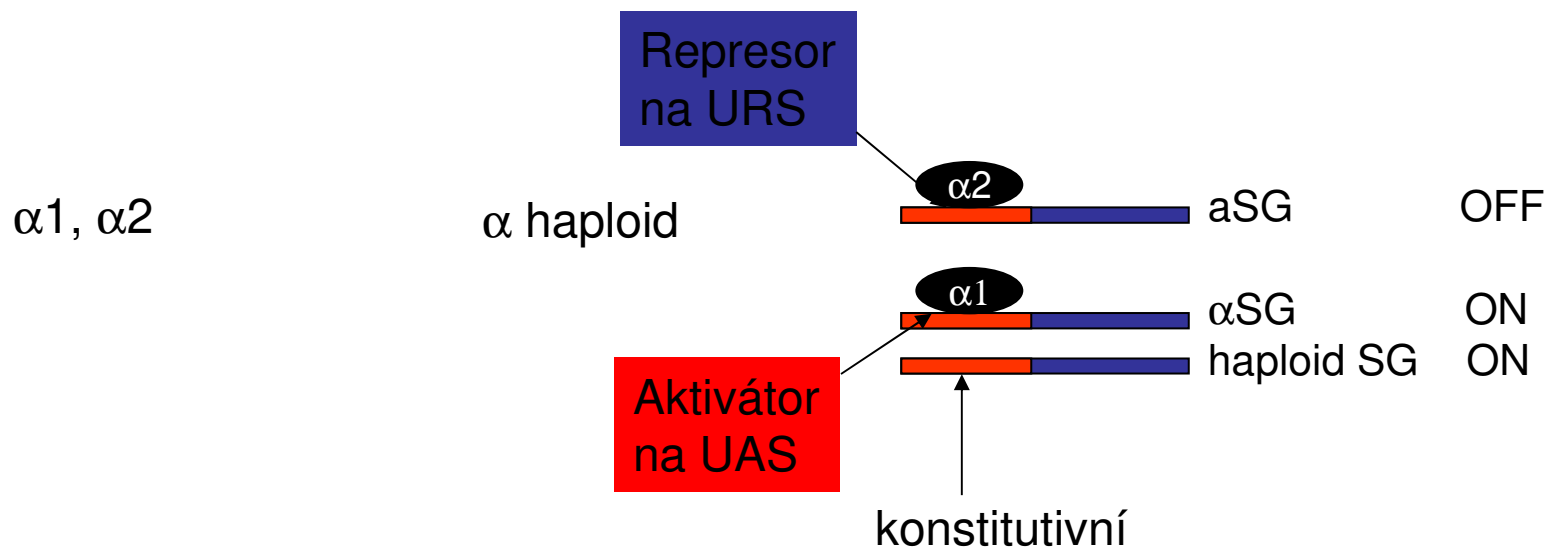 Represor
na URS
α2
aSG OFF
α1, α2 α haploid
α1
αSG ON
haploid SG ON
Aktivátor
na UAS
konstitutivní